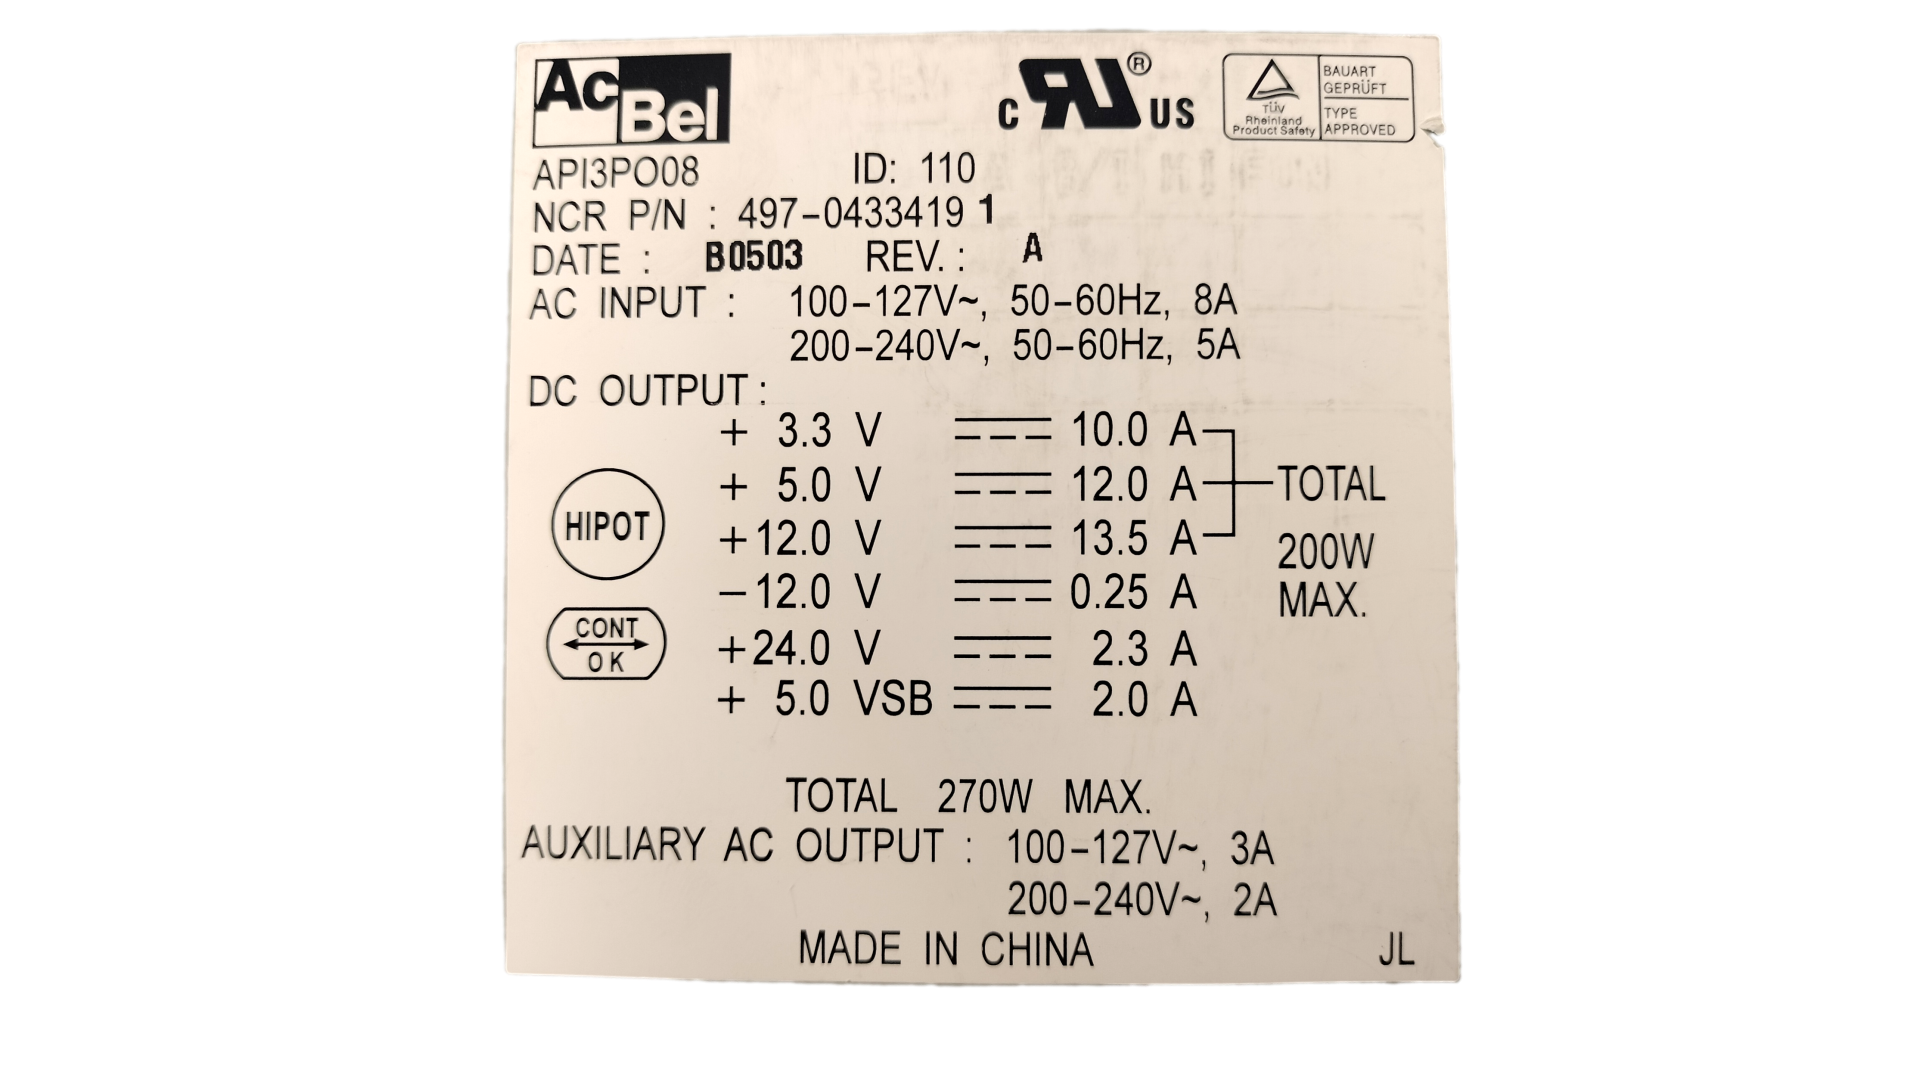 AcBel
c RU ® US
TÜV
Rheinland
Product Safety
BAUART
GEPRÜFT
TYPE
APPROVED
API3PO08 ID: 110
NCR P/N : 497-0433419 1
DATE : B0503 REV. : A
AC INPUT : 100-127V~, 50-60Hz, 8A
200-240V~, 50-60Hz, 5A
DC OUTPUT :
+ 3.3 V 10.0 A
+ 5.0 V 12.0 A TOTAL
+12.0 V 13.5 A 200W
-12.0 V 0.25 A MAX.
+24.0 V 2.3 A
+ 5.0 VSB 2.0 A
HIPOT
CONT
OK
TOTAL 270W MAX.
AUXILIARY AC OUTPUT : 100-127V~, 3A
200-240V~, 2A
MADE IN CHINA JL